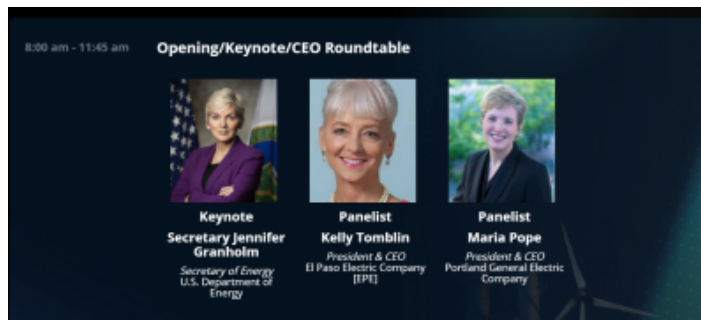 8:00 am - 11:45 am
Opening/Keynote/CEO Roundtable
Keynote
Secretary Jennifer
Granholm
Secretary of Energy
U.S. Department of
Energy
Panelist
Kelly Tomblin
President & CEO
El Paso Electric Company
[EPE]
Panelist
Maria Pope
President & CEO
Portland General Electric
Company